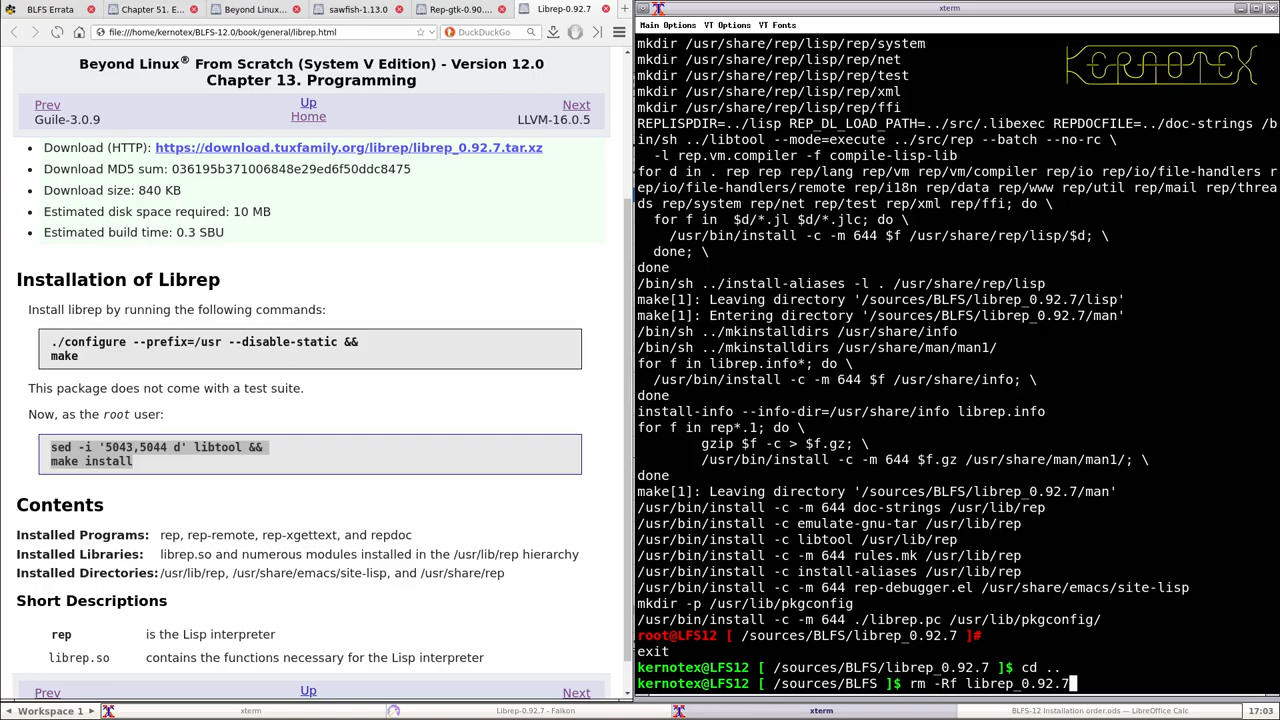 BLFS Errata
Chapter 51. E...
Beyond Linux...
sawfish-1.13.0
Rep-gtk-0.90....
Librep-0.92.7
file:///home/kernotex/BLFS-12.0/book/general/librep.html
DuckDuckGo
Beyond Linux® From Scratch (System V Edition) - Version 12.0
Chapter 13. Programming
Prev
Up
Next
Guile-3.0.9
Home
LLVM-16.0.5
Download (HTTP): https://download.tuxfamily.org/librep/librep_0.92.7.tar.xz
Download MD5 sum: 036195b371006848e29ed6f50ddc8475
Download size: 840 KB
Estimated disk space required: 10 MB
Estimated build time: 0.3 SBU
Installation of Librep
Install librep by running the following commands:
./configure --prefix=/usr --disable-static &&
make
This package does not come with a test suite.
Now, as the root user:
sed -i '5043,5044 d' libtool &&
make install
Contents
Installed Programs: rep, rep-remote, rep-xgettext, and repdoc
Installed Libraries: librep.so and numerous modules installed in the /usr/lib/rep hierarchy
Installed Directories: /usr/lib/rep, /usr/share/emacs/site-lisp, and /usr/share/rep
Short Descriptions
rep is the Lisp interpreter
librep.so contains the functions necessary for the Lisp interpreter
Prev
Up
Next
xterm
Main Options VT Options VT Fonts
KERNOTEX
mkdir /usr/share/rep/lisp/rep/system
mkdir /usr/share/rep/lisp/rep/net
mkdir /usr/share/rep/lisp/rep/test
mkdir /usr/share/rep/lisp/rep/xml
mkdir /usr/share/rep/lisp/rep/ffi
REPLISPDIR=../lisp REP_DL_LOAD_PATH=../src/.libexec REPDOCFILE=../doc-strings /b
in/sh ../libtool --mode=execute ../src/rep --batch --no-rc \
-l rep.vm.compiler -f compile-lisp-lib
for d in . rep rep rep/lang rep/vm rep/vm/compiler rep/io rep/io/file-handlers r
ep/io/file-handlers/remote rep/i18n rep/data rep/www rep/util rep/mail rep/threa
ds rep/system rep/net rep/test rep/xml rep/ffi; do \
for f in $d/*.jl $d/*.jlc; do \
/usr/bin/install -c -m 644 $f /usr/share/rep/lisp/$d; \
done; \
done
/bin/sh ../install-aliases -l . /usr/share/rep/lisp
make[1]: Leaving directory '/sources/BLFS/librep_0.92.7/lisp'
make[1]: Entering directory '/sources/BLFS/librep_0.92.7/man'
/bin/sh ../mkinstalldirs /usr/share/info
/bin/sh ../mkinstalldirs /usr/share/man/man1/
for f in librep.info*; do \
/usr/bin/install -c -m 644 $f /usr/share/info; \
done
install-info --info-dir=/usr/share/info librep.info
for f in rep*.1; do \
gzip $f -c > $f.gz; \
/usr/bin/install -c -m 644 $f.gz /usr/share/man/man1/; \
done
make[1]: Leaving directory '/sources/BLFS/librep_0.92.7/man'
/usr/bin/install -c -m 644 doc-strings /usr/lib/rep
/usr/bin/install -c emulate-gnu-tar /usr/lib/rep
/usr/bin/install -c libtool /usr/lib/rep
/usr/bin/install -c -m 644 rules.mk /usr/lib/rep
/usr/bin/install -c install-aliases /usr/lib/rep
/usr/bin/install -c -m 644 rep-debugger.el /usr/share/emacs/site-lisp
mkdir -p /usr/lib/pkgconfig
/usr/bin/install -c -m 644 ./librep.pc /usr/lib/pkgconfig/
root@LFS12 [ /sources/BLFS/librep_0.92.7 ]#
exit
kernotex@LFS12 [ /sources/BLFS/librep_0.92.7 ]$ cd ..
kernotex@LFS12 [ /sources/BLFS ]$ rm -Rf librep_0.92.7
Workspace 1
xterm
Librep-0.92.7 - Falkon
xterm
BLFS-12 Installation order.ods — LibreOffice Calc
17:03